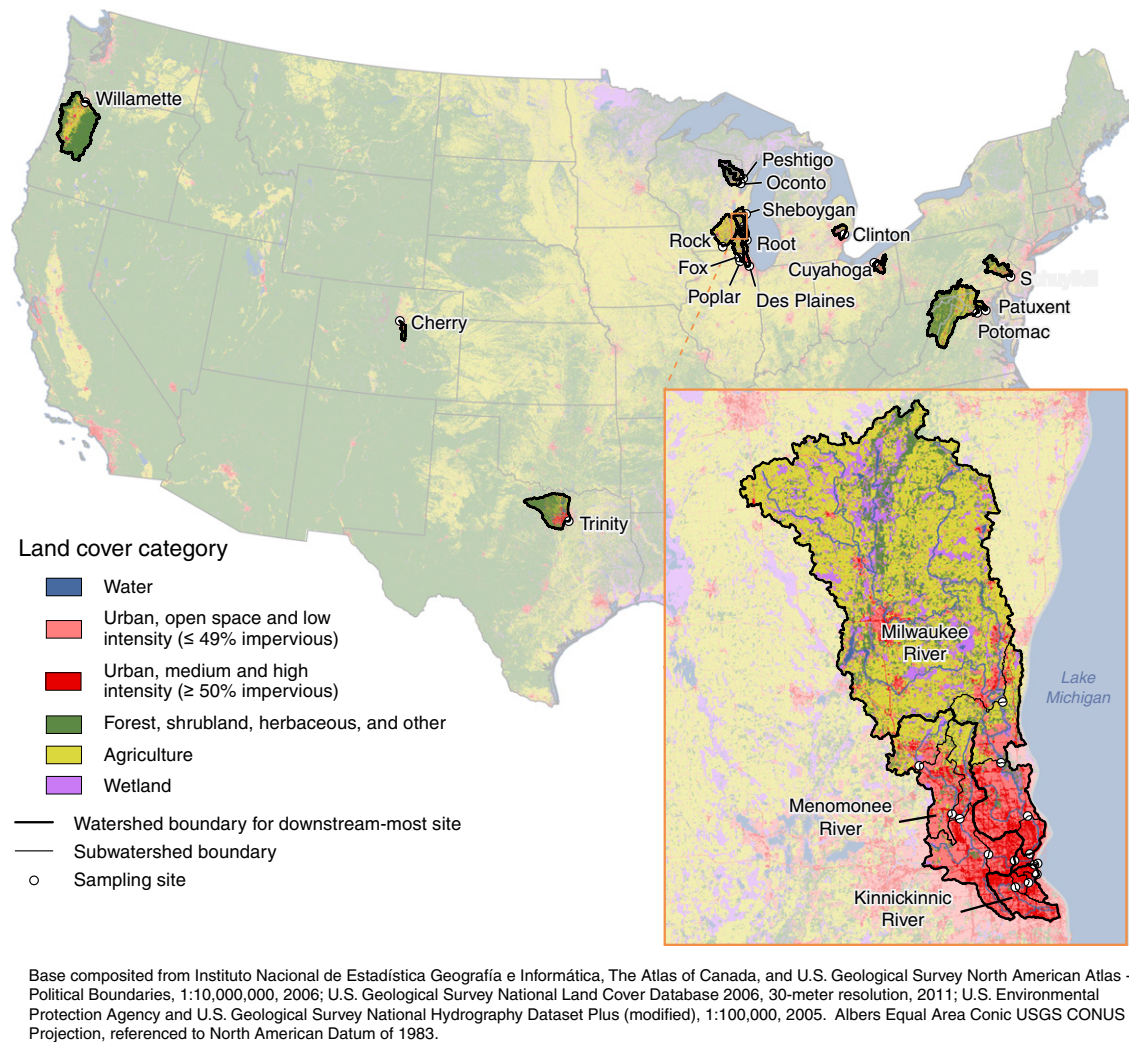 Willamette
Peshtigo
Oconto
Sheboygan
Rock
Root
Clinton
Fox
Cuyahoga
Poplar
Des Plaines
S
Patuxent
Potomac
Cherry
Trinity
Land cover category
Water
Urban, open space and low
intensity (≤ 49% impervious)
Urban, medium and high
intensity (≥ 50% impervious)
Forest, shrubland, herbaceous, and other
Agriculture
Wetland
Watershed boundary for downstream-most site
Subwatershed boundary
Sampling site
Milwaukee
River
Lake
Michigan
Menomonee
River
Kinnickinnic
River
Base composited from Instituto Nacional de Estadística Geografía e Informática, The Atlas of Canada, and U.S. Geological Survey North American Atlas -
Political Boundaries, 1:10,000,000, 2006; U.S. Geological Survey National Land Cover Database 2006, 30-meter resolution, 2011; U.S. Environmental
Protection Agency and U.S. Geological Survey National Hydrography Dataset Plus (modified), 1:100,000, 2005.  Albers Equal Area Conic USGS CONUS
Projection, referenced to North American Datum of 1983.